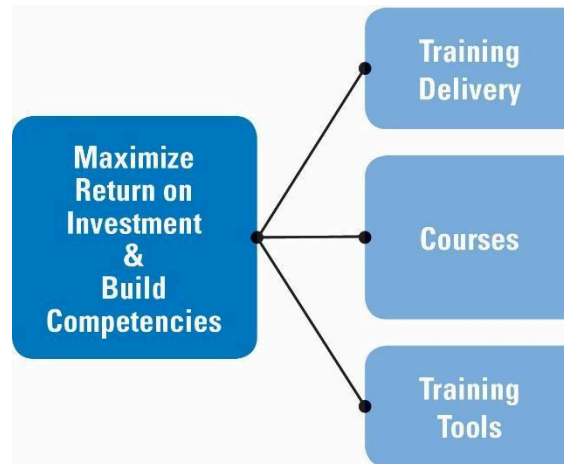 Maximize
Return on
Investment
&
Build
Competencies
Training
Delivery
Courses
Training
Tools